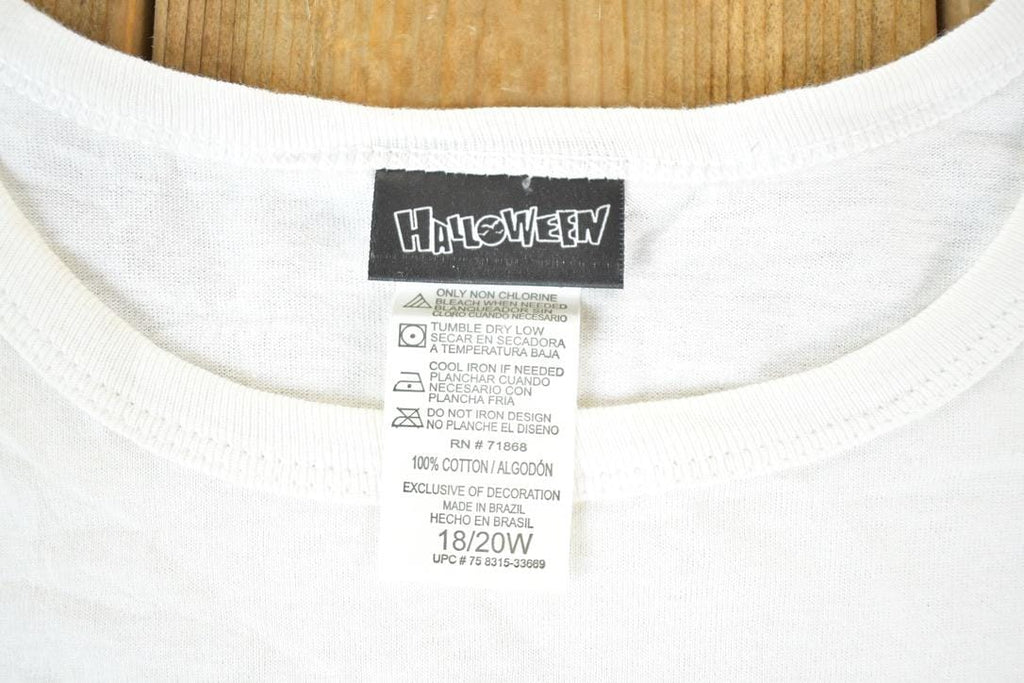 HALLOWEEN
ONLY NON CHLORINE
BLEACH WHEN NEEDED
BLANQUEADOR SIN
CLORO CUANDO NECESARIO
TUMBLE DRY LOW
SECAR EN SECADORA
A TEMPERATURA BAJA
COOL IRON IF NEEDED
PLANCHAR CUANDO
NECESARIO CON
PLANCHA FRIA
DO NOT IRON DESIGN
NO PLANCHE EL DISENO
RN # 71868
100% COTTON / ALGODÓN
EXCLUSIVE OF DECORATION
MADE IN BRAZIL
HECHO EN BRASIL
18/20W
UPC # 75 8315-33669